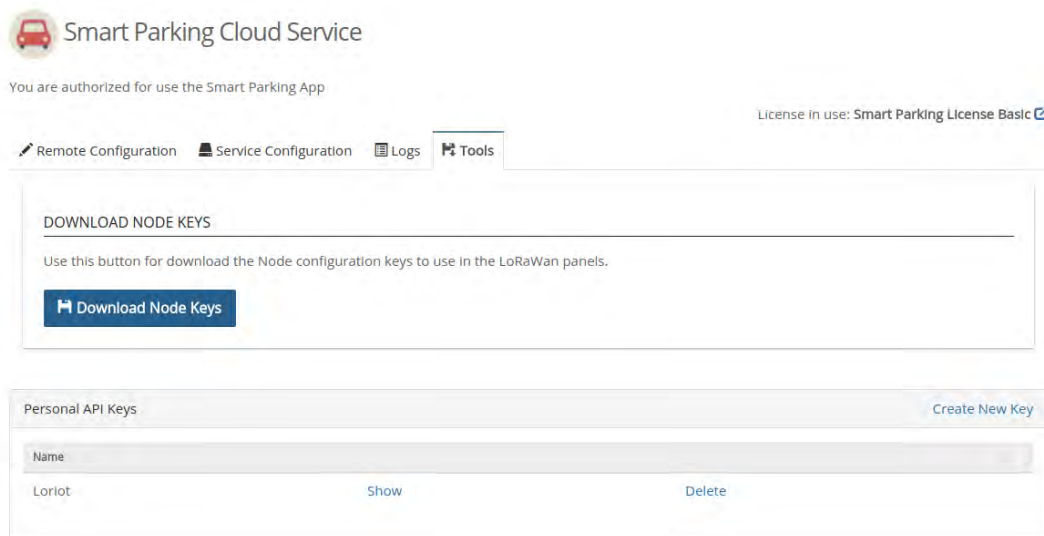 Smart Parking Cloud Service
You are authorized for use the Smart Parking App
License in use: Smart Parking License Basic
Remote Configuration Service Configuration Logs Tools
DOWNLOAD NODE KEYS
Use this button for download the Node configuration keys to use in the LoRaWan panels.
Download Node Keys
Personal API Keys Create New Key
Name
Loriot Show Delete